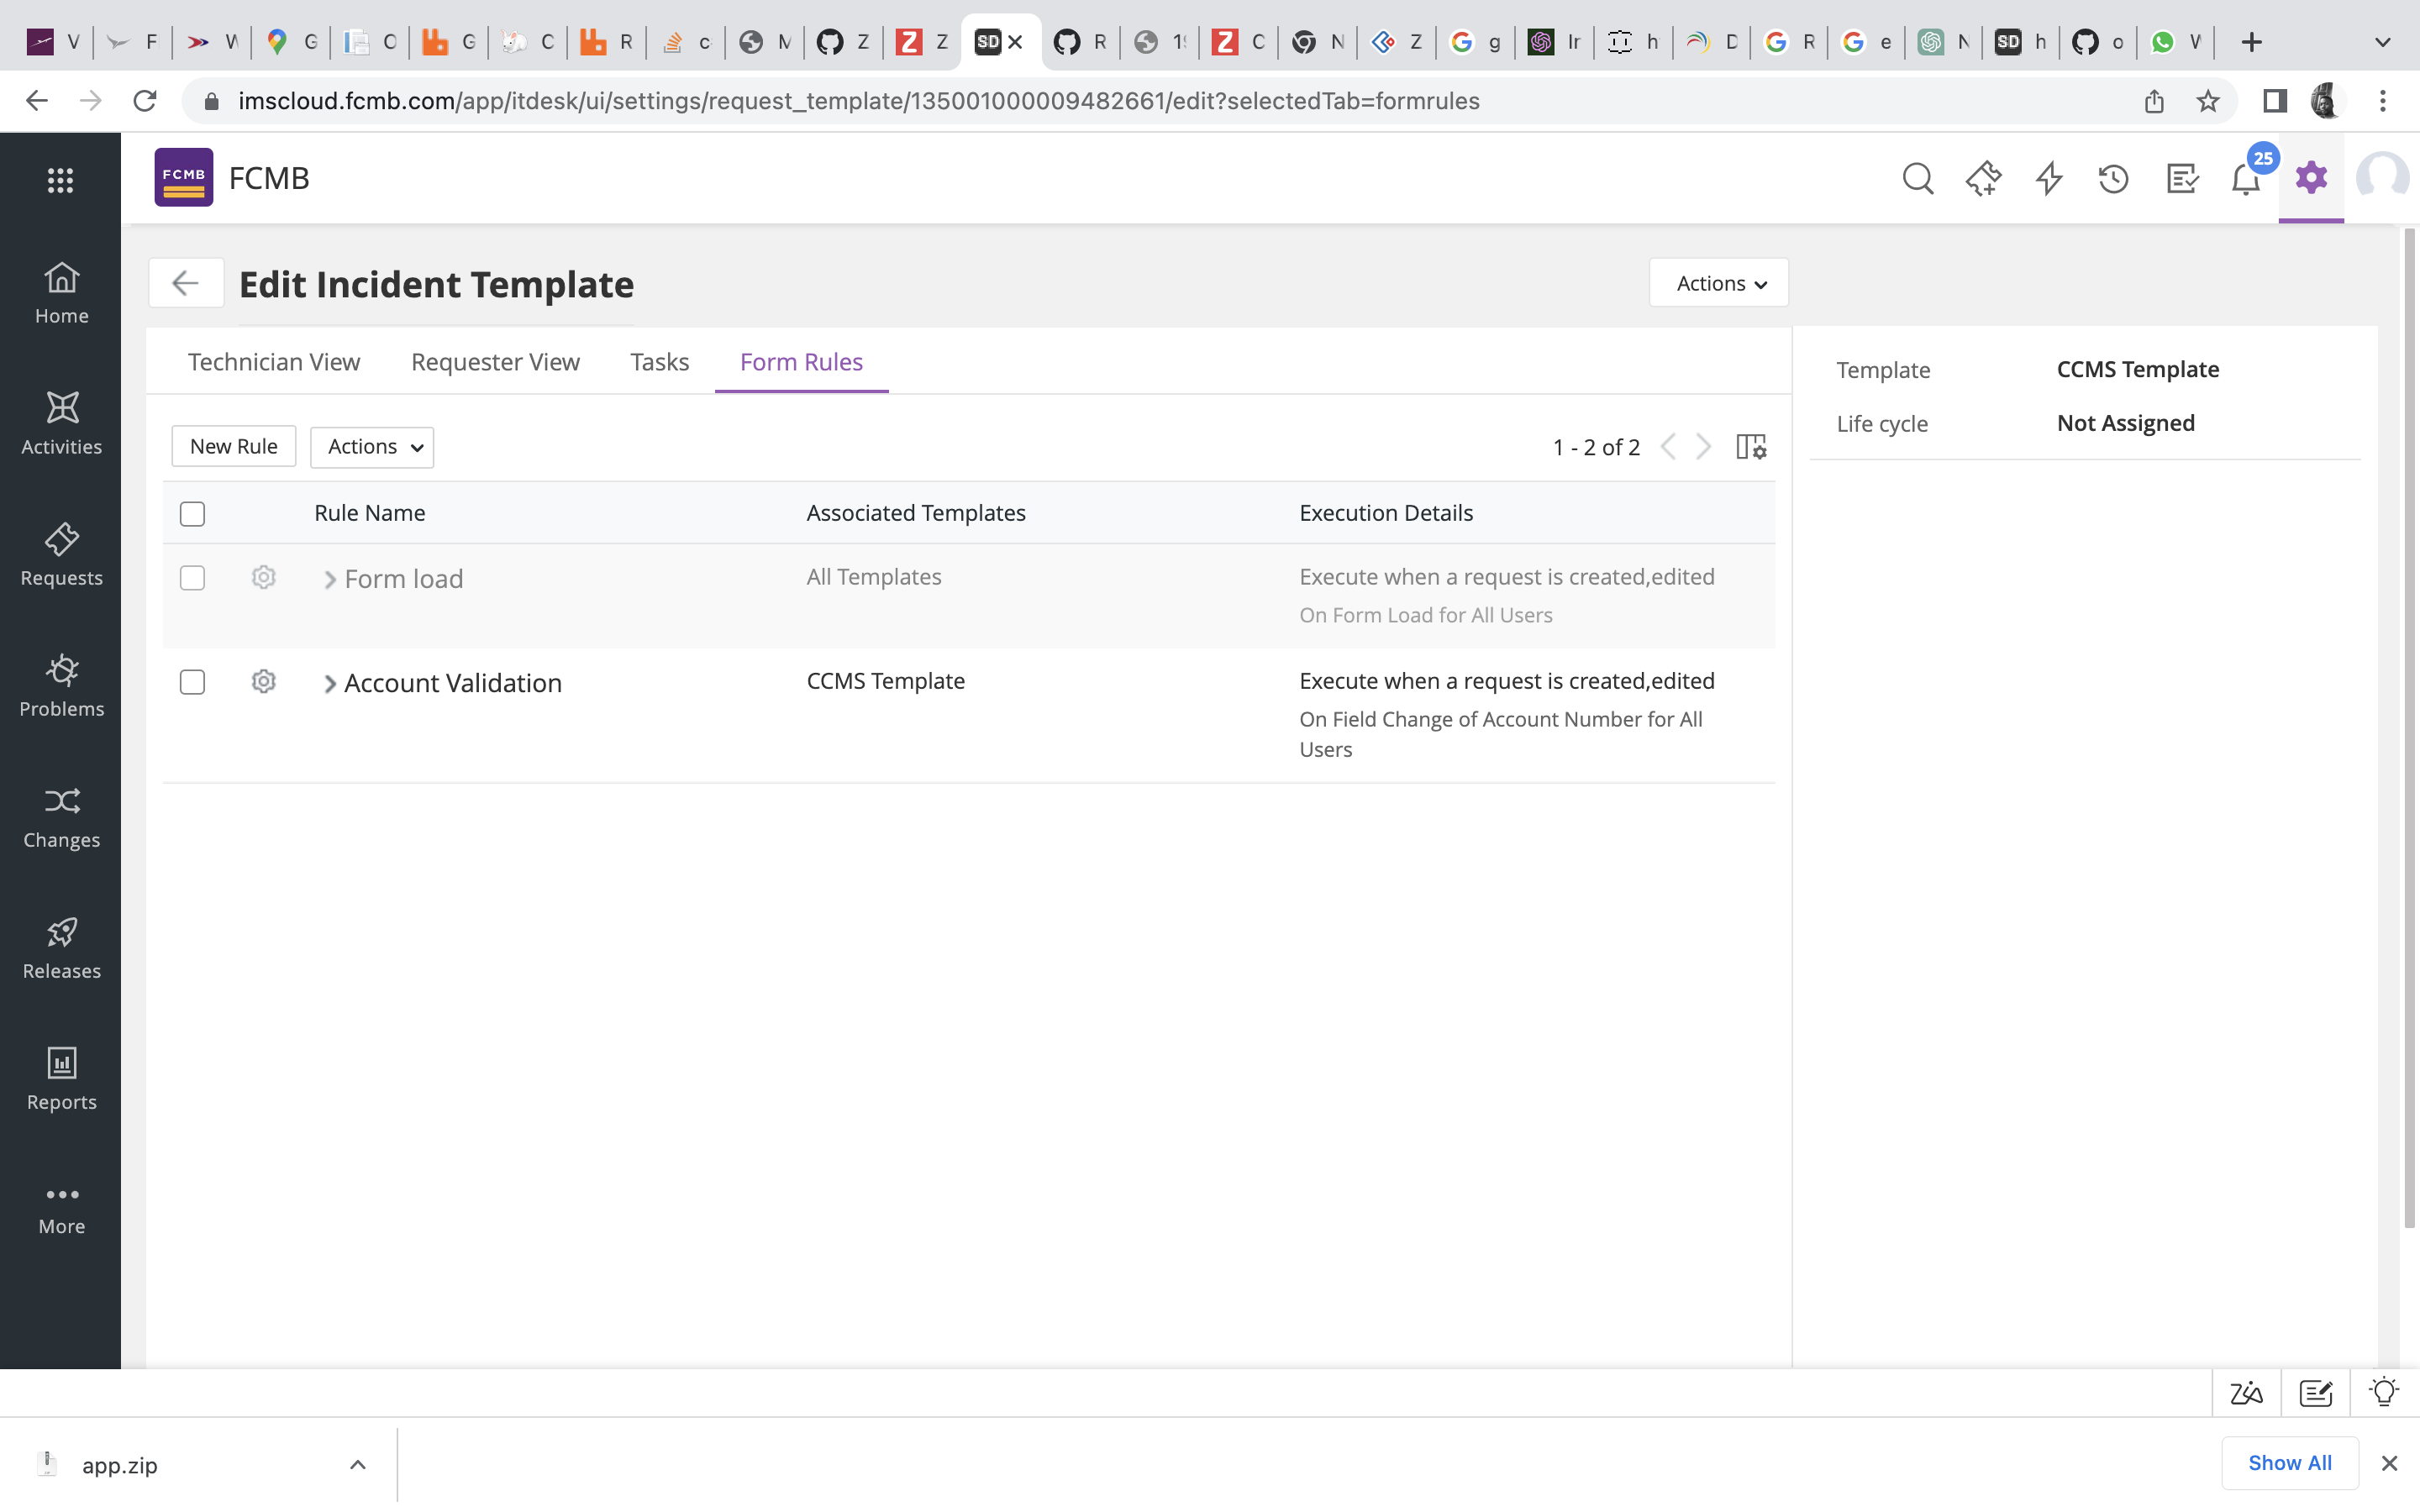 V
F
W
G
O
G
C
R
c
M
Z
Z
SD
R
C
N
Z
g
Ir
h
D
R
e
N
SD
h
o
imscloud.fcmb.com/app/itdesk/ui/settings/request_template/135001000009482661/edit?selectedTab=formrules
FCMB
FCMB
25
Home
Activities
Requests
Problems
Changes
Releases
Reports
More
Edit Incident Template
Actions
Technician View
Requester View
Tasks
Form Rules
Template
CCMS Template
Life cycle
Not Assigned
New Rule
Actions
1 - 2 of 2
Rule Name
Associated Templates
Execution Details
Form load
All Templates
Execute when a request is created,edited
On Form Load for All Users
Account Validation
CCMS Template
Execute when a request is created,edited
On Field Change of Account Number for All
Users
app.zip
Show All